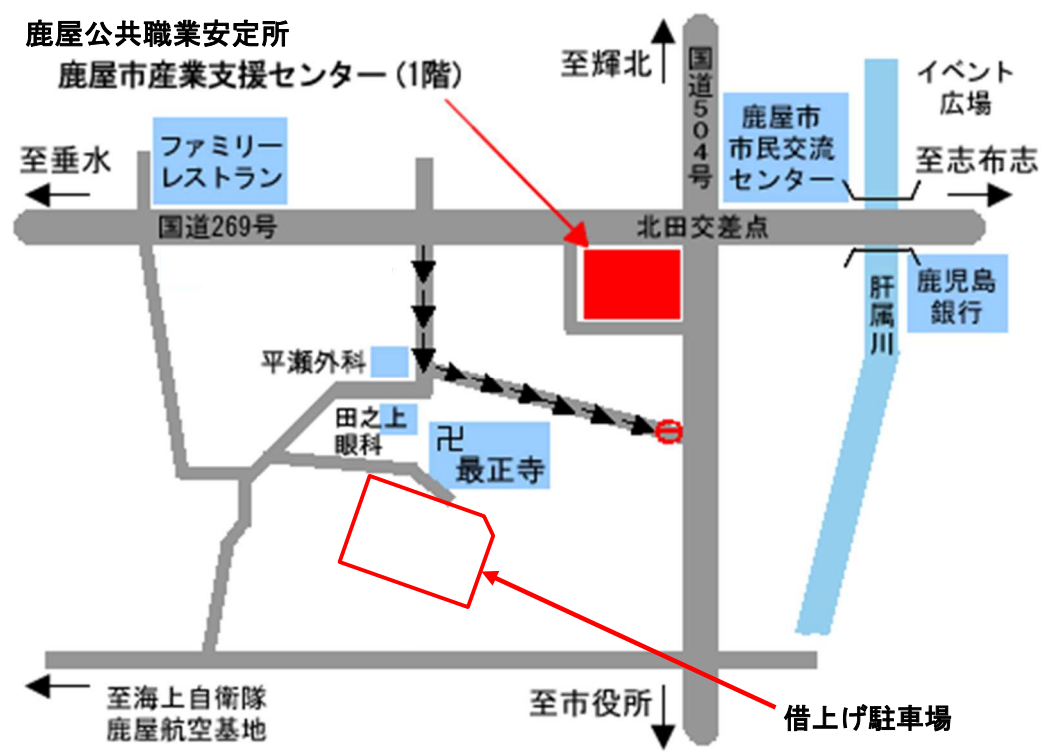 鹿屋公共職業安定所
鹿屋市産業支援センター(1階)
至輝北
国道504号
イベント
広場
鹿屋市
市民交流
センター
至垂水
ファミリー
レストラン
至志布志
国道269号
北田交差点
鹿児島
銀行
肝属川
平瀬外科
田之上
眼科
卍
最正寺
至海上自衛隊
鹿屋航空基地
至市役所
借上げ駐車場